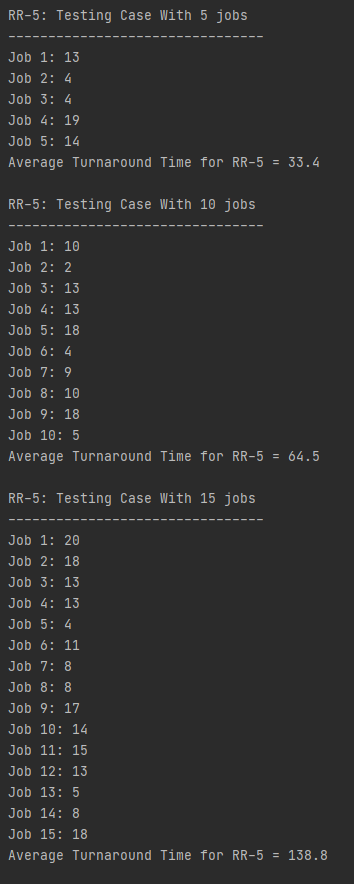 RR-5: Testing Case With 5 jobs
--------------------------------
Job 1: 13
Job 2: 4
Job 3: 4
Job 4: 19
Job 5: 14
Average Turnaround Time for RR-5 = 33.4

RR-5: Testing Case With 10 jobs
--------------------------------
Job 1: 10
Job 2: 2
Job 3: 13
Job 4: 13
Job 5: 18
Job 6: 4
Job 7: 9
Job 8: 10
Job 9: 18
Job 10: 5
Average Turnaround Time for RR-5 = 64.5

RR-5: Testing Case With 15 jobs
--------------------------------
Job 1: 20
Job 2: 18
Job 3: 13
Job 4: 13
Job 5: 4
Job 6: 11
Job 7: 8
Job 8: 8
Job 9: 17
Job 10: 14
Job 11: 15
Job 12: 13
Job 13: 5
Job 14: 8
Job 15: 18
Average Turnaround Time for RR-5 = 138.8